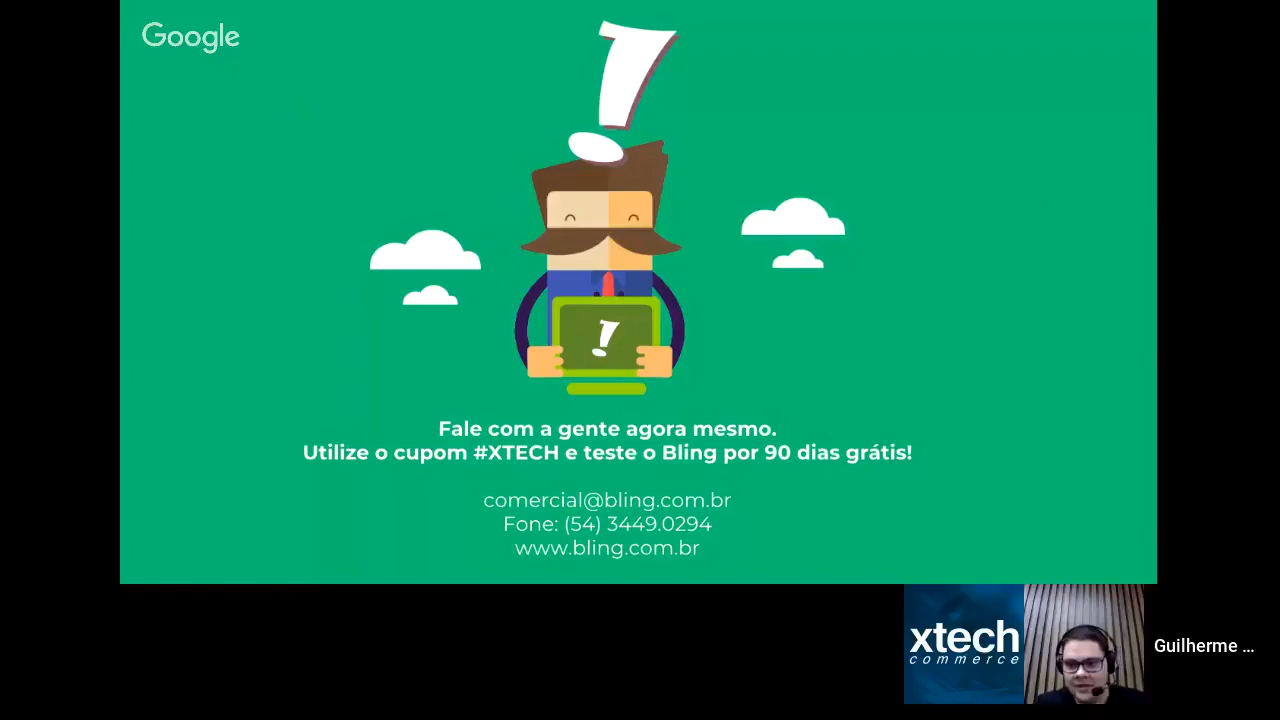 Google
Fale com a gente agora mesmo.
Utilize o cupom #XTECH e teste o Bling por 90 dias grátis!
comercial@bling.com.br
Fone: (54) 3449.0294
www.bling.com.br
xtech
commerce
Guilherme ...